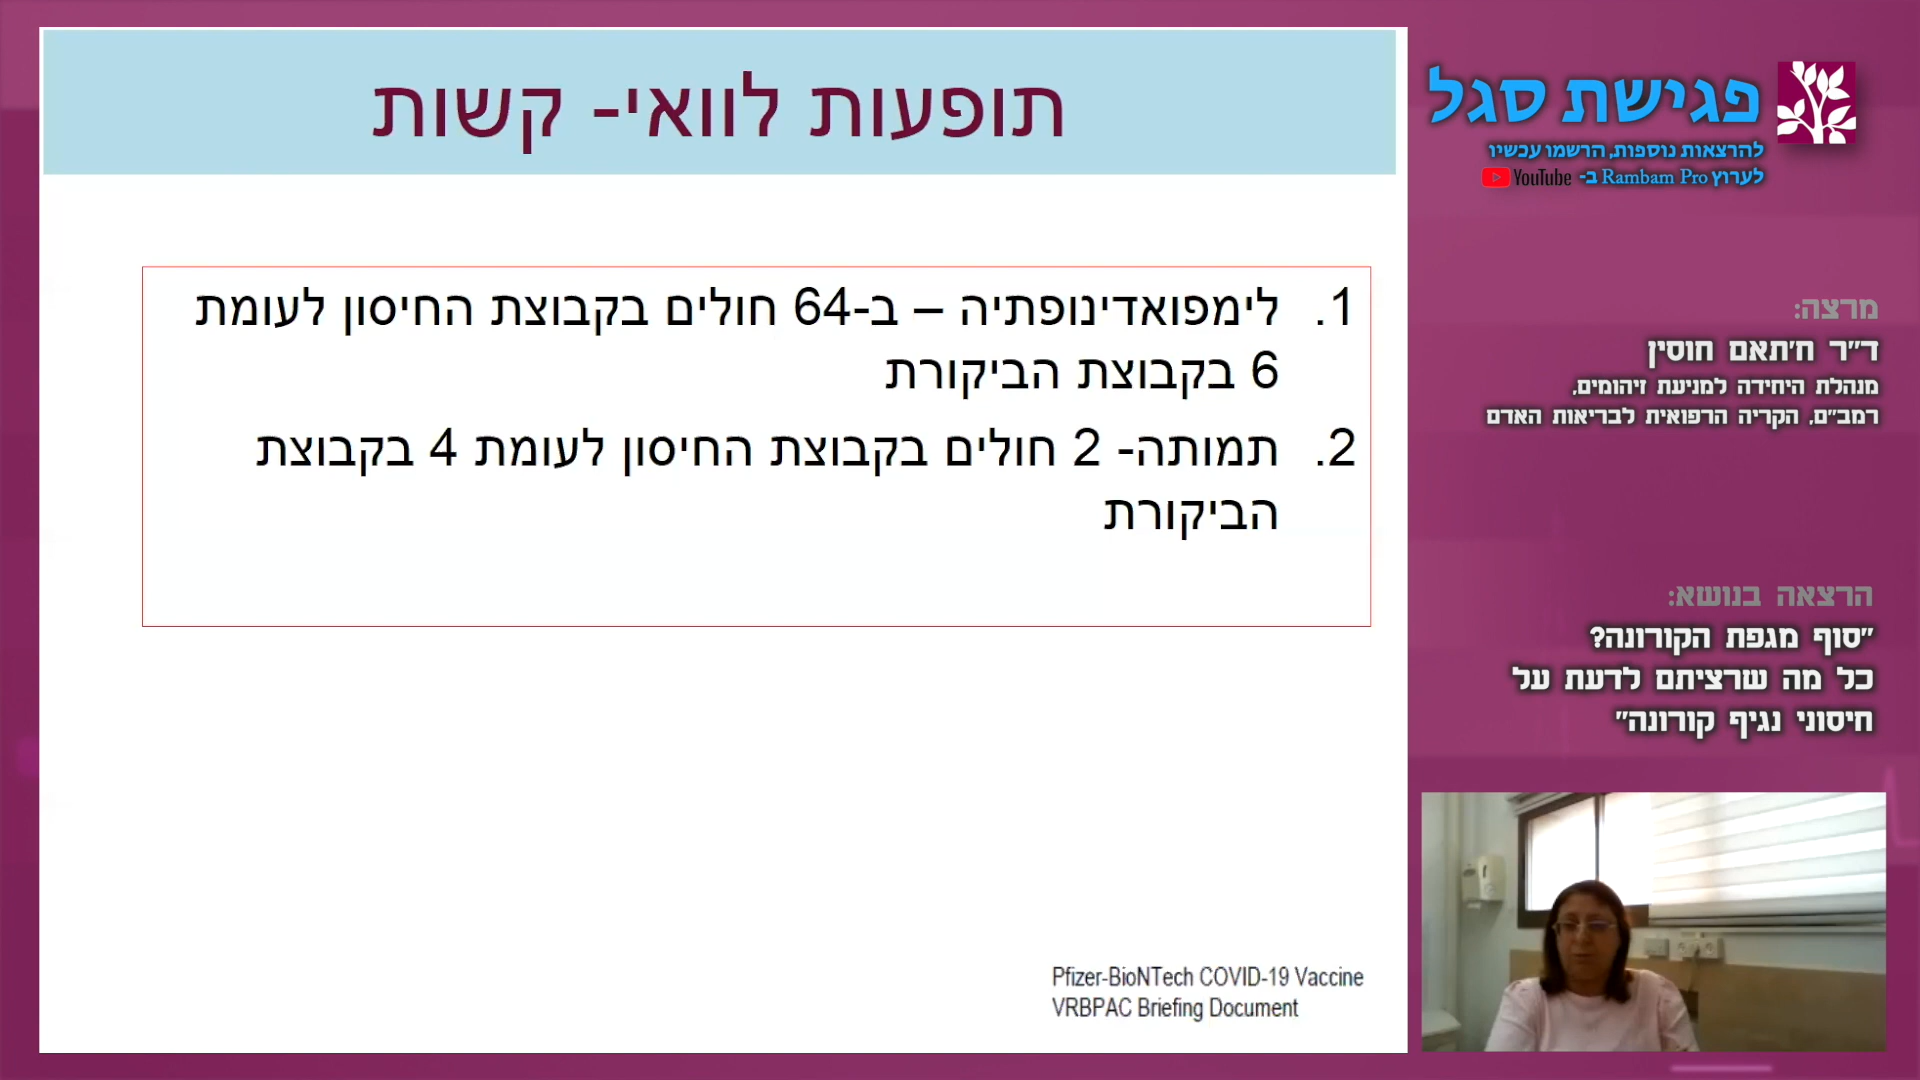 תופעות לוואי- קשות
1. לימפואדינופתיה – ב-64 חולים בקבוצת החיסון לעומת
6 בקבוצת הביקורת
2. תמותה- 2 חולים בקבוצת החיסון לעומת 4 בקבוצת
הביקורת
Pfizer-BioNTech COVID-19 Vaccine
VRBPAC Briefing Document
פגישת סגל
להרצאות נוספות, הרשמו עכשיו
לערוץ Rambam Pro ב- YouTube
מרצה:
ד"ר ח'תאם חוסין
מנהלת היחידה למניעת זיהומים,
רמב"ם, הקריה הרפואית לבריאות האדם
הרצאה בנושא:
"סוף מגפת הקורונה?
כל מה שרציתם לדעת על
חיסוני נגיף קורונה"